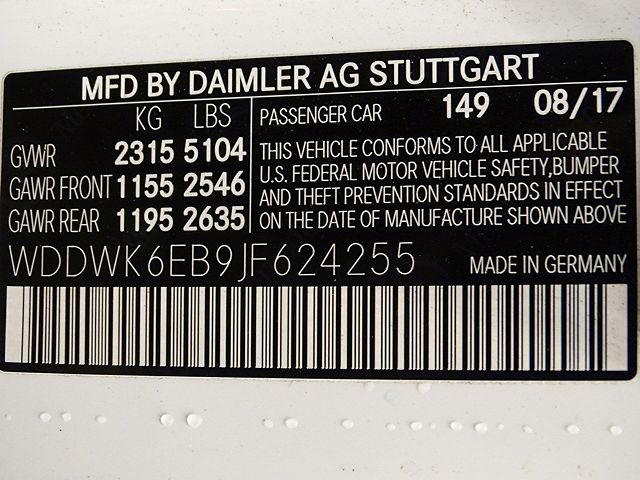 MFD BY DAIMLER AG STUTTGART
KG LBS
GVWR 2315 5104
GAWR FRONT 1155 2546
GAWR REAR 1195 2635
PASSENGER CAR 149 08/17
THIS VEHICLE CONFORMS TO ALL APPLICABLE
U.S. FEDERAL MOTOR VEHICLE SAFETY,BUMPER
AND THEFT PREVENTION STANDARDS IN EFFECT
ON THE DATE OF MANUFACTURE SHOWN ABOVE
WDDWK6EB9JF624255
MADE IN GERMANY